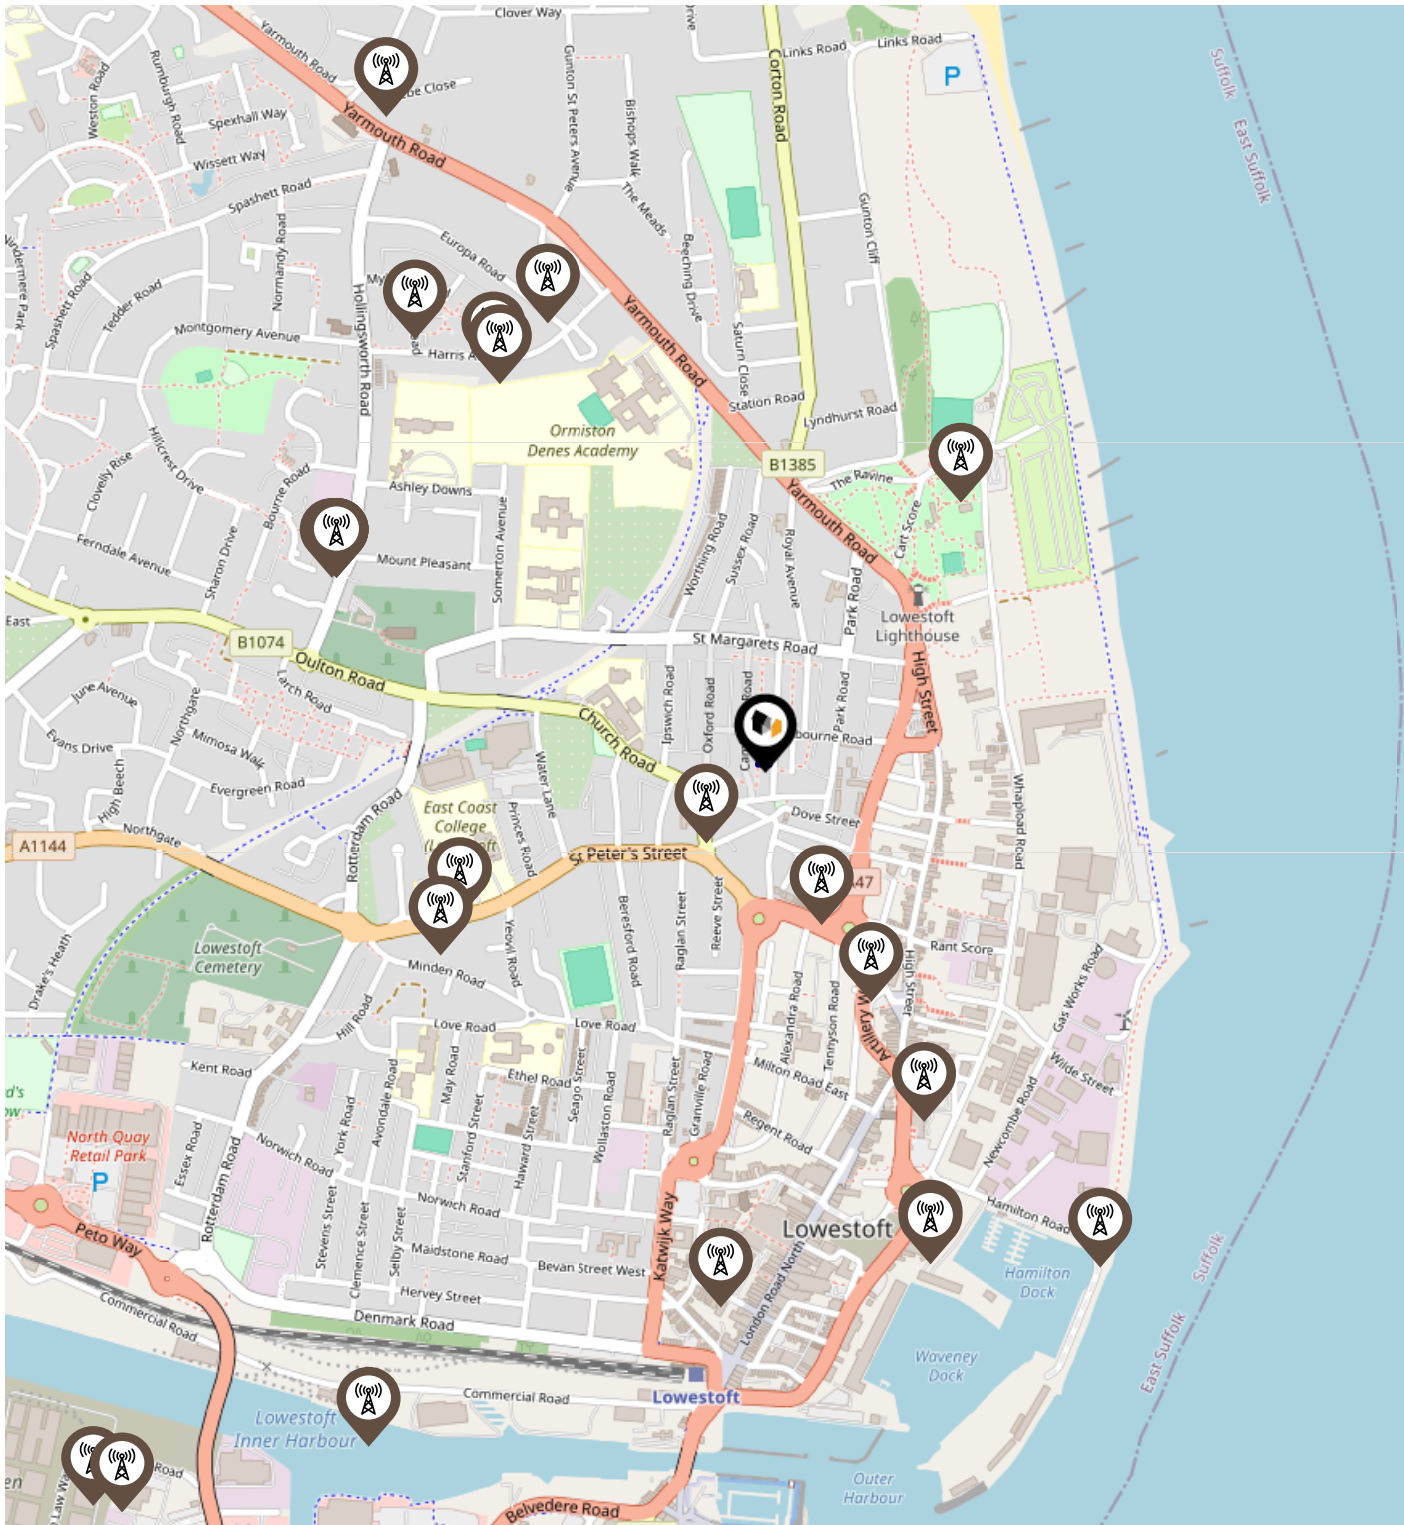 Clover Way
Yarmouth Road
Links Road
Links Road
P
Corton Road
Rumburgh Road
Weston Road
Spexhall Way
Wissett Way
Spashett Road
Yarmouth Road
Gunton St Peters Avenue
Bishops Walk
The Meads
Suffolk
East Suffolk
Gunton Cliff
Normandy Road
Europa Road
Beeching Drive
Tedder Road
Spashett Road
Montgomery Avenue
Hollingsworth Road
Yarmouth Road
Saturn Close
Station Road
Lyndhurst Road
Ormiston
Denes Academy
B1385
The Ravine
Yarmouth Road
Cart Score
Clovelly Rise
Hillcrest Drive
Bourne Road
Ashley Downs
Ferndale Avenue
Sharon Drive
Mount Pleasant
Somerton Avenue
Worthing Road
Sussex Road
Royal Avenue
Park Road
Lowestoft
Lighthouse
East
B1074
Oulton Road
St Margarets Road
High Street
June Avenue
Northgate
Larch Road
Evans Drive
Mimosa Walk
High Beech
Evergreen Road
Church Road
Ipswich Road
Oxford Road
Park Road
Water Lane
Princes Road
East Coast
College
Dove Street
Whapload Road
A1144
Northgate
Rotterdam Road
St Peter's Street
Lowestoft
Cemetery
Drake's Heath
Minden Road
Yeovil Road
Beresford Road
Raglan Street
Reeve Street
Rant Score
High Street
Gas Works Road
Hill Road
Love Road
Love Road
Alexandra Road
Tennyson Road
Kent Road
Avondale Road
May Road
Ethel Road
Seago Street
Wollaston Road
Raglan Street
Granville Road
Milton Road East
Wilde Street
Newcombe Road
North Quay
Retail Park
P
Essex Road
Norwich Road
York Road
Stanford Street
Haward Street
Regent Road
Rotterdam Road
Norwich Road
Stevens Street
Clemence Street
Selby Street
Maidstone Road
Bevan Street West
Hervey Street
Katwijk Way
Lowestoft
Hamilton Road
Hamilton
Dock
Suffolk
East Suffolk
Peto Way
Commercial Road
Denmark Road
London Road North
Waveney
Dock
Commercial Road
Lowestoft
Lowestoft
Inner Harbour
Road
Belvedere Road
Outer
Harbour